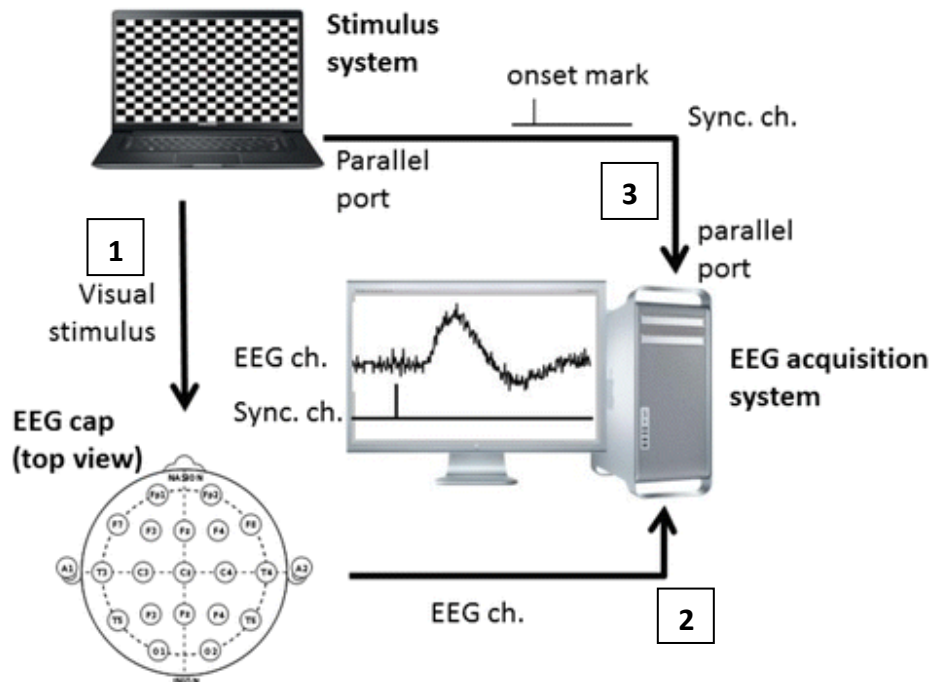 Stimulus
system
onset mark
Sync. ch.
Parallel
port
3
parallel
port
1
Visual
stimulus
EEG ch.
Sync. ch.
EEG acquisition
system
EEG cap
(top view)
NASION
Fp1 Fp2
F7 F3 Fz F4 F8
A1 T3 C3 Cz C4 T4 A2
T5 P3 Pz P4 T6
O1 O2
INION
EEG ch.
2